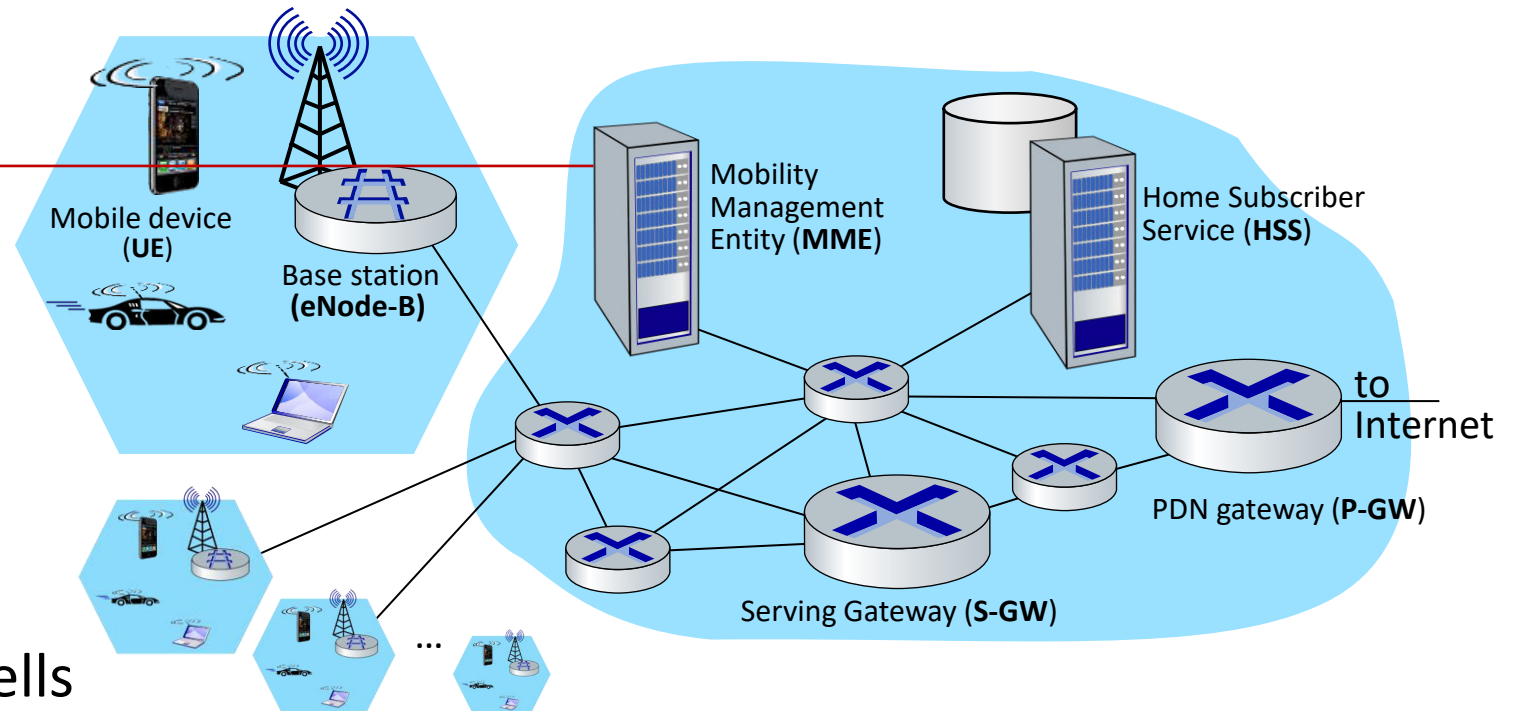 Mobile device
(UE)
Base station
(eNode-B)
Mobility
Management
Entity (MME)
Home Subscriber
Service (HSS)
to
Internet
PDN gateway (P-GW)
Serving Gateway (S-GW)
...
ells